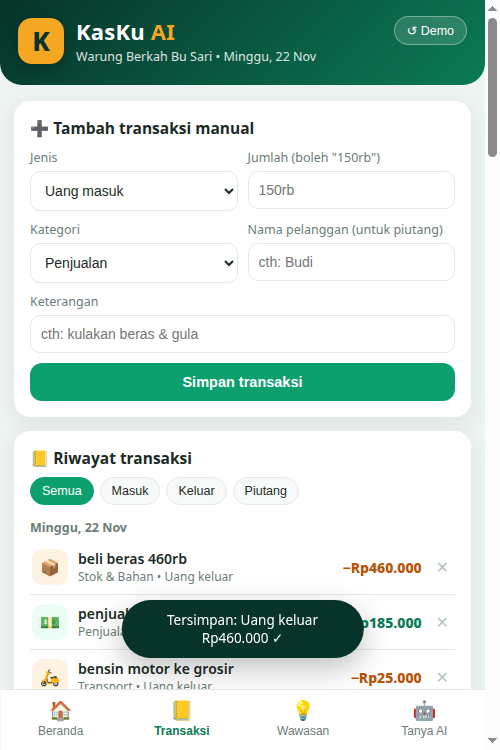 K
KasKu AI
Warung Berkah Bu Sari • Minggu, 22 Nov
↺ Demo
➕ Tambah transaksi manual
Jenis
Jumlah (boleh "150rb")
Uang masuk
150rb
Kategori
Nama pelanggan (untuk piutang)
Penjualan
cth: Budi
Keterangan
cth: kulakan beras & gula
Simpan transaksi
📒 Riwayat transaksi
Semua
Masuk
Keluar
Piutang
Minggu, 22 Nov
beli beras 460rb
Stok & Bahan • Uang keluar
−Rp460.000 ×
Tersimpan: Uang keluar
Rp460.000 ✓
p185.000 ×
bensin motor ke grosir
Transport • Uang keluar
−Rp25.000 ×
Beranda
Transaksi
Wawasan
Tanya AI